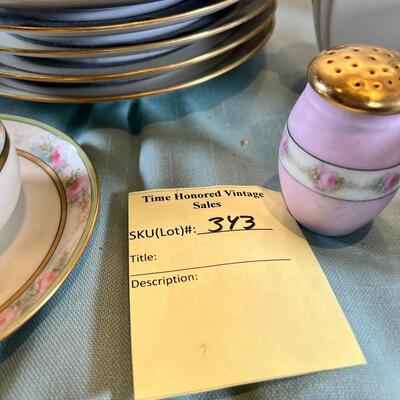 Time Honored Vintage
Sales
SKU(Lot)#: 343
Title:
Description: